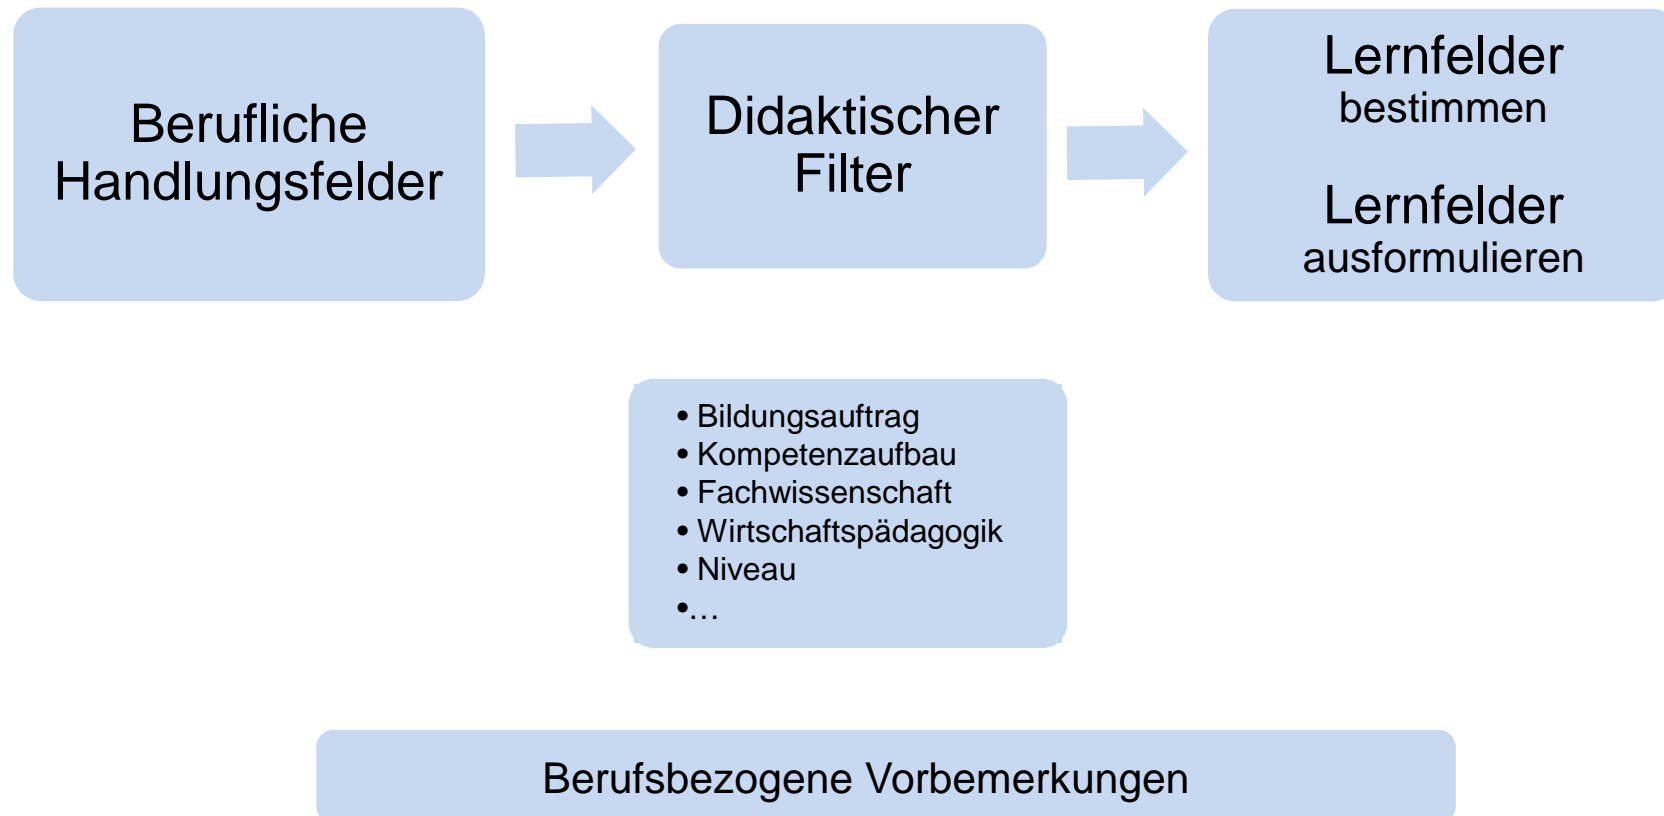 Berufliche
Handlungsfelder
Didaktischer
Filter
Lernfelder
bestimmen
Lernfelder
ausformulieren
• Bildungsauftrag
• Kompetenzaufbau
• Fachwissenschaft
• Wirtschaftspädagogik
• Niveau
•…
Berufsbezogene Vorbemerkungen